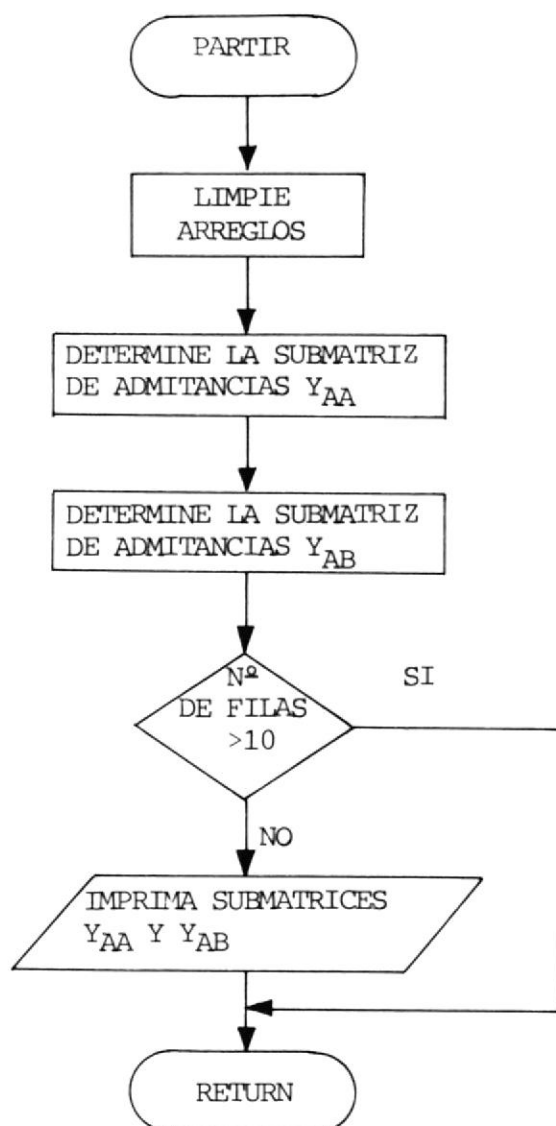 PARTIR
LIMPIE
ARREGLOS
DETERMINE LA SUBMATRIZ
DE ADMITANCIAS Y_AA
DETERMINE LA SUBMATRIZ
DE ADMITANCIAS Y_AB
Nº
DE FILAS
>10
SI
NO
IMPRIMA SUBMATRICES
Y_AA Y Y_AB
RETURN